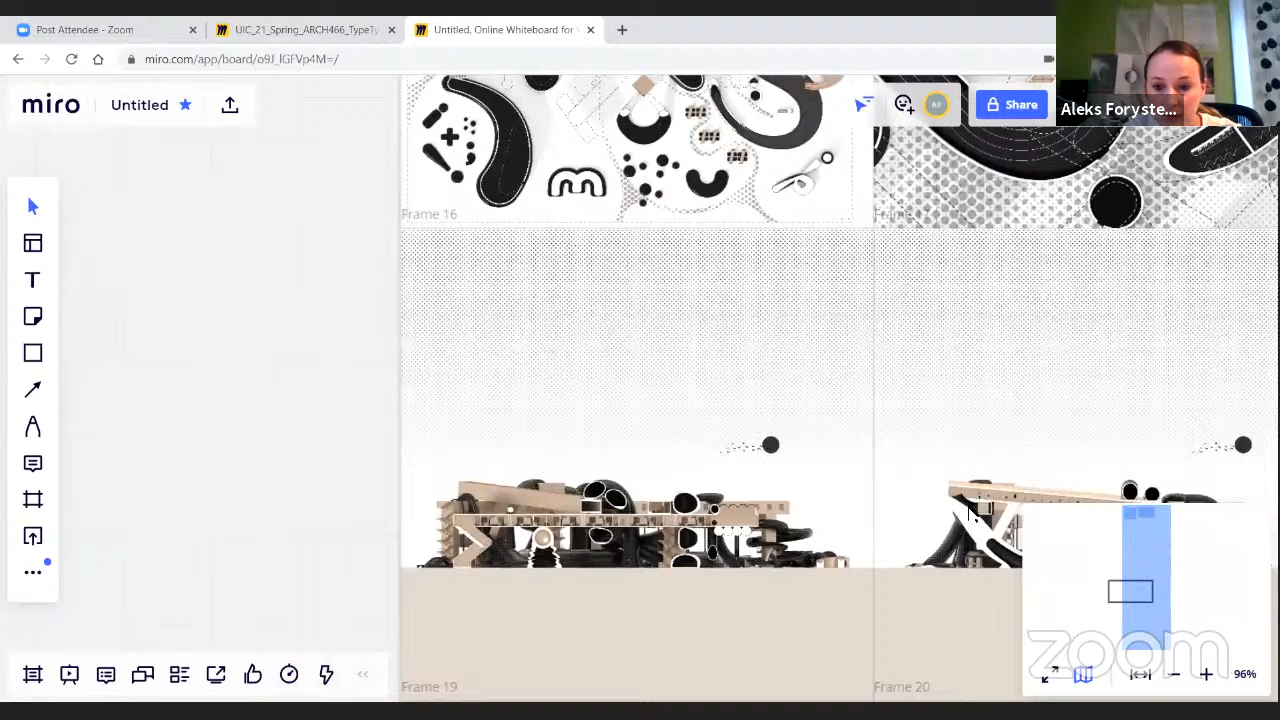 Post Attendee - Zoom
UIC_21_Spring_ARCH466_TypeTy
Untitled, Online Whiteboard for
miro.com/app/board/o9J_lGFVp4M=/
miro
Untitled
AF
Share
Aleks Foryste...
Frame 16
Frame 19
Frame 20
zoom
96%